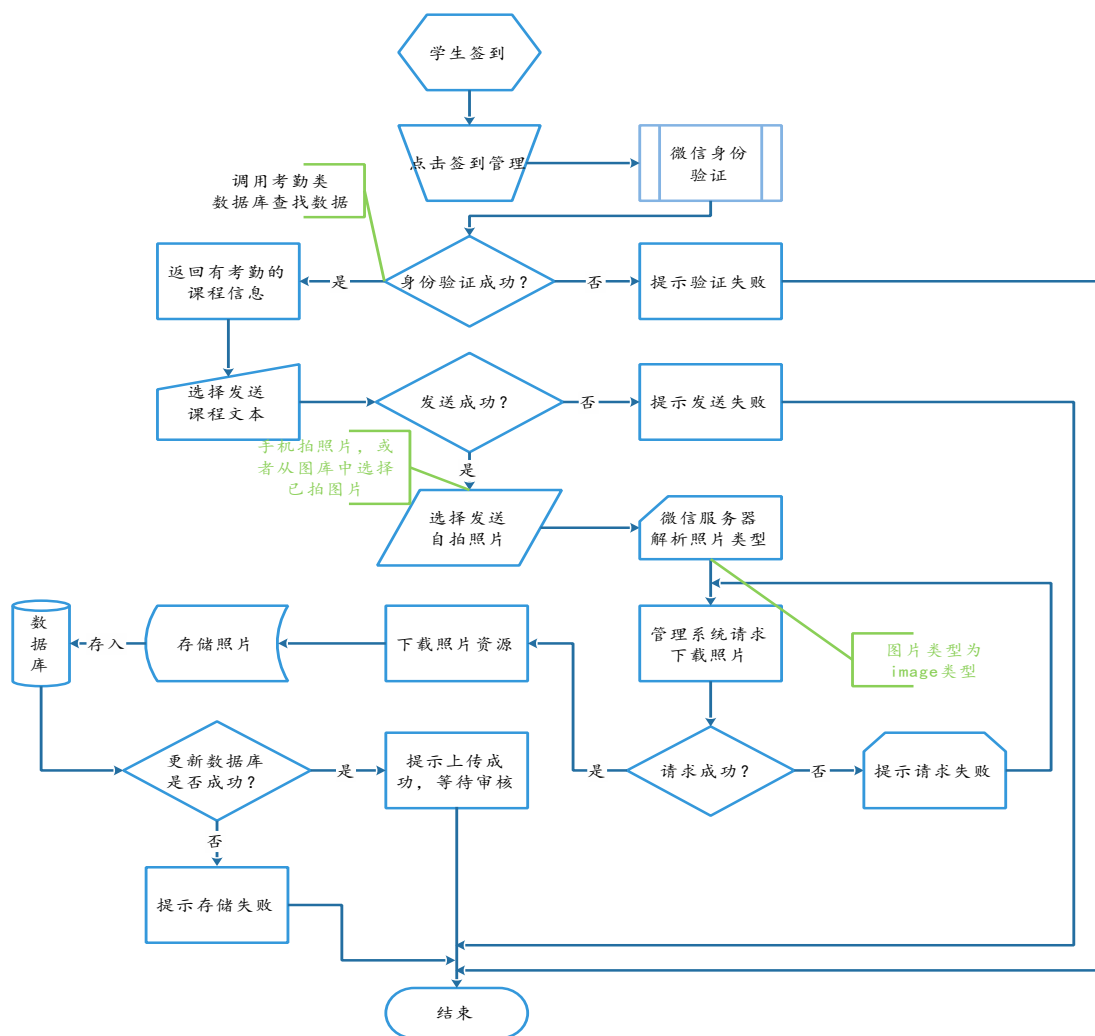 学生签到
点击签到管理
微信身份
验证
调用考勤类
数据库查找数据
返回有考勤的
课程信息
是
身份验证成功?
否
提示验证失败
选择发送
课程文本
发送成功?
否
提示发送失败
手机拍照片，或
者从图库中选择
已拍图片
是
选择发送
自拍照片
微信服务器
解析照片类型
数
据
库
存入
存储照片
下载照片资源
管理系统请求
下载照片
图片类型为
image类型
更新数据库
是否成功?
是
提示上传成
功，等待审核
是
请求成功?
否
提示请求失败
否
提示存储失败
结束